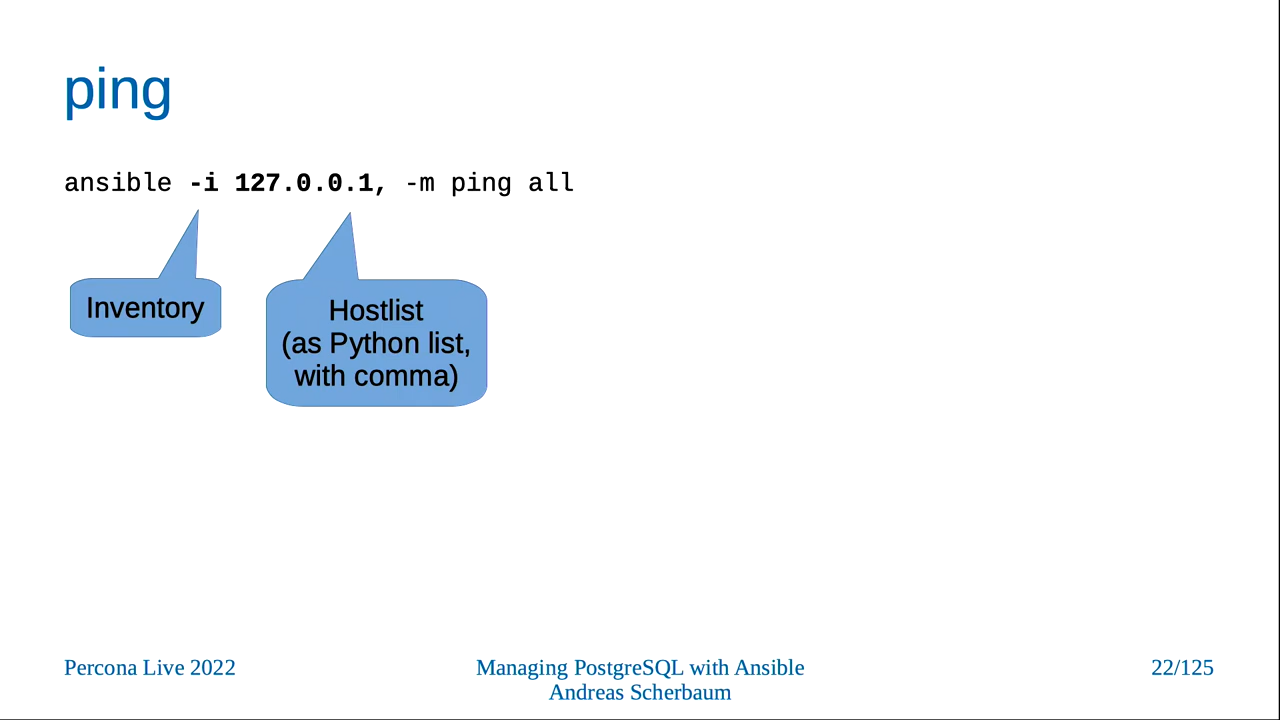 ping
ansible -i 127.0.0.1, -m ping all
Inventory
Hostlist
(as Python list,
with comma)
Percona Live 2022
Managing PostgreSQL with Ansible
Andreas Scherbaum
22/125